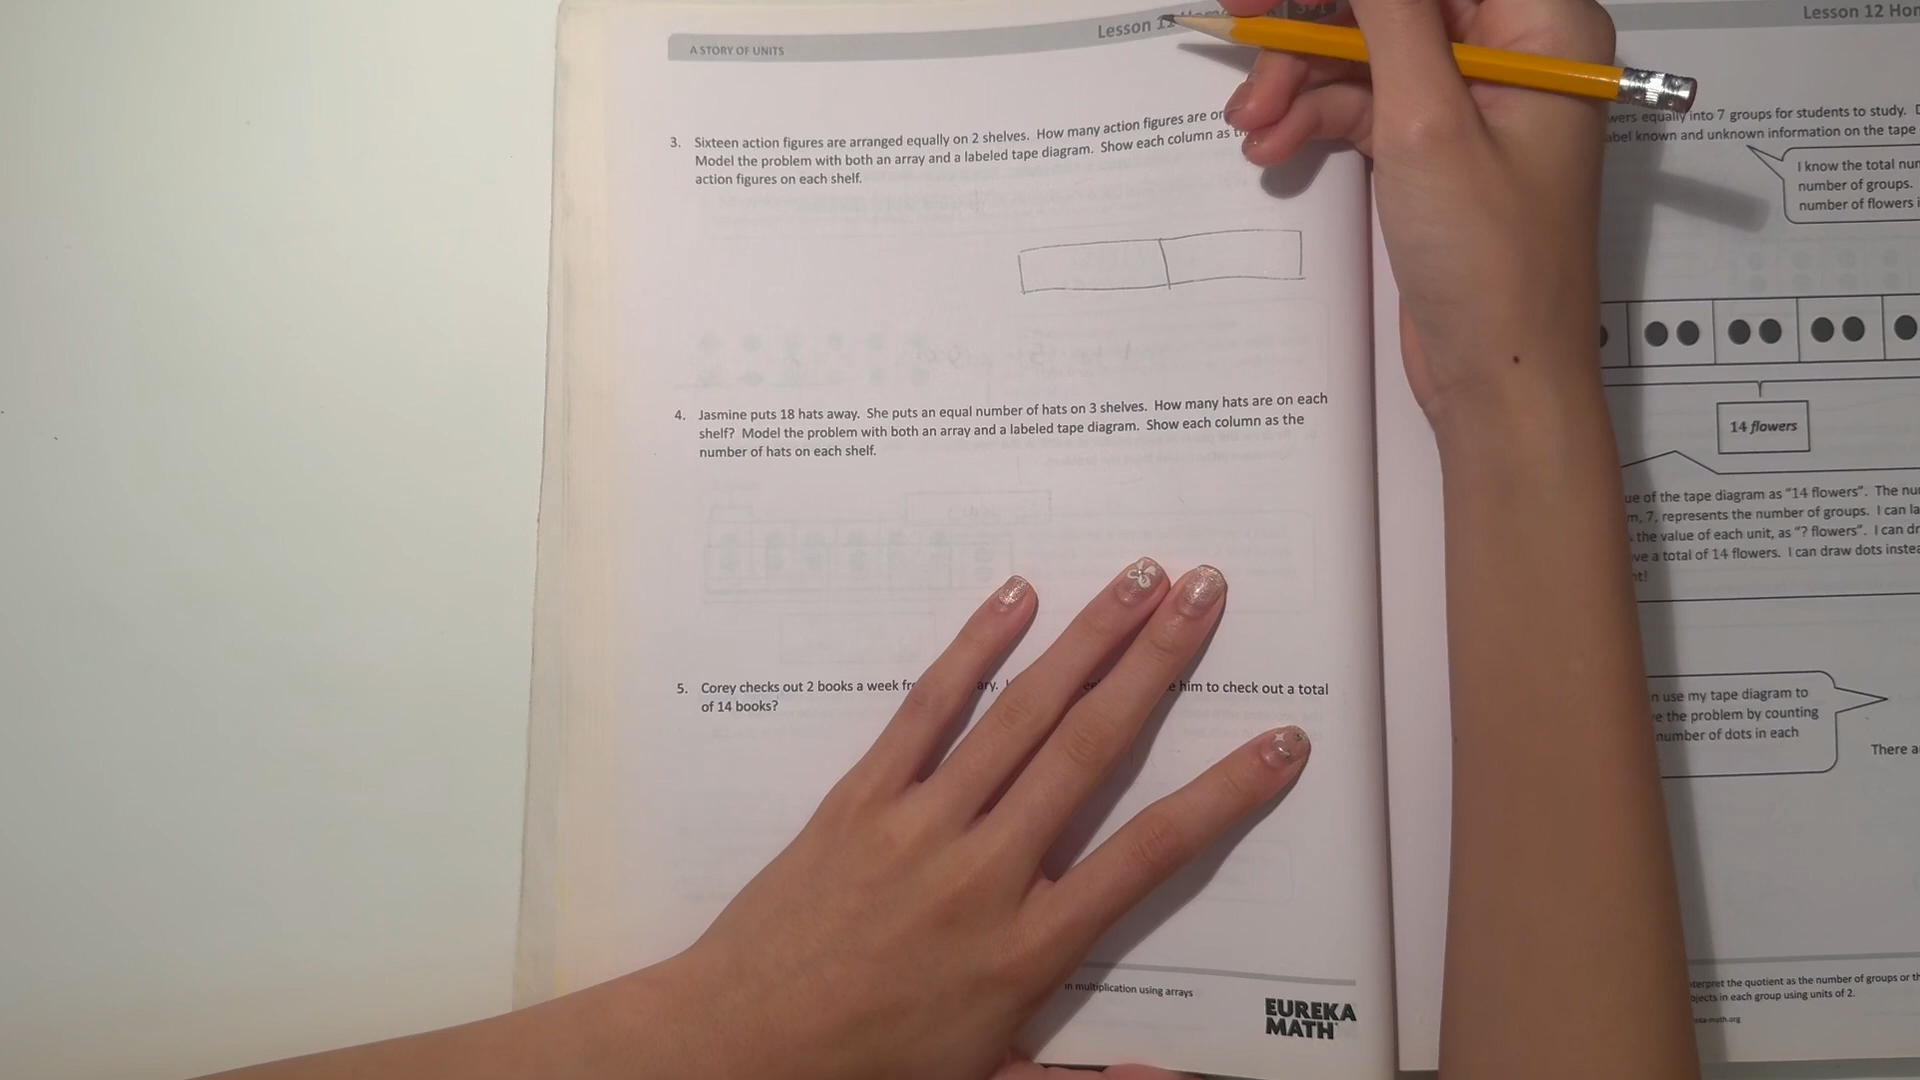 A STORY OF UNITS
Lesson 11
3. Sixteen action figures are arranged equally on 2 shelves. How many action figures are
Model the problem with both an array and a labeled tape diagram. Show each column as
action figures on each shelf.
4. Jasmine puts 18 hats away. She puts an equal number of hats on 3 shelves. How many hats are on each
shelf? Model the problem with both an array and a labeled tape diagram. Show each column as the
number of hats on each shelf.
5. Corey checks out 2 books a week him to check out a total
of 14 books?
in multiplication using arrays
EUREKA
MATH
Lesson 12
equally into 7 groups for students to study.
known and unknown information on the tape
I know the total
number of groups.
number of flowers
14 flowers
of the tape diagram as "14 flowers". The
7, represents the number of groups. I can
the value of each unit, as "? flowers". I can
a total of 14 flowers. I can draw dots
use my tape diagram to
the problem by counting
number of dots in each
There
the quotient as the number of groups or
in each group using units of 2.